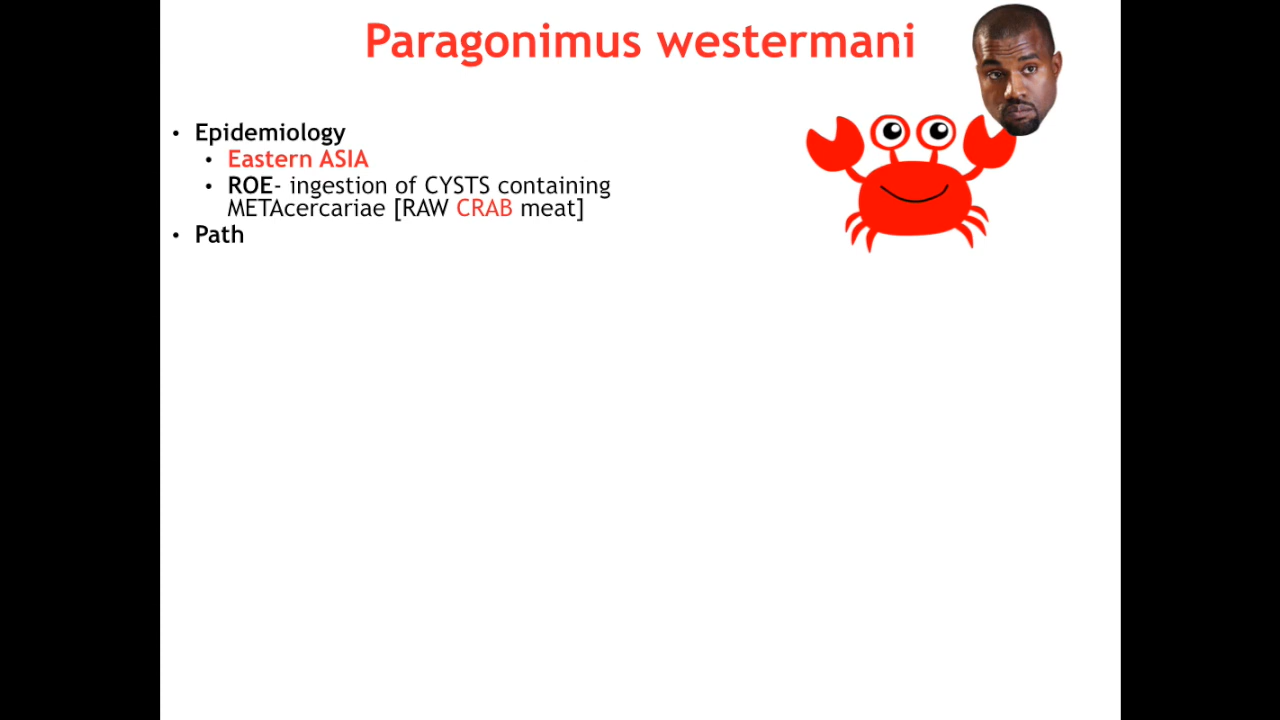 Paragonimus westermani
• Epidemiology
• Eastern ASIA
• ROE- ingestion of CYSTS containing
METAcercariae [RAW CRAB meat]
• Path